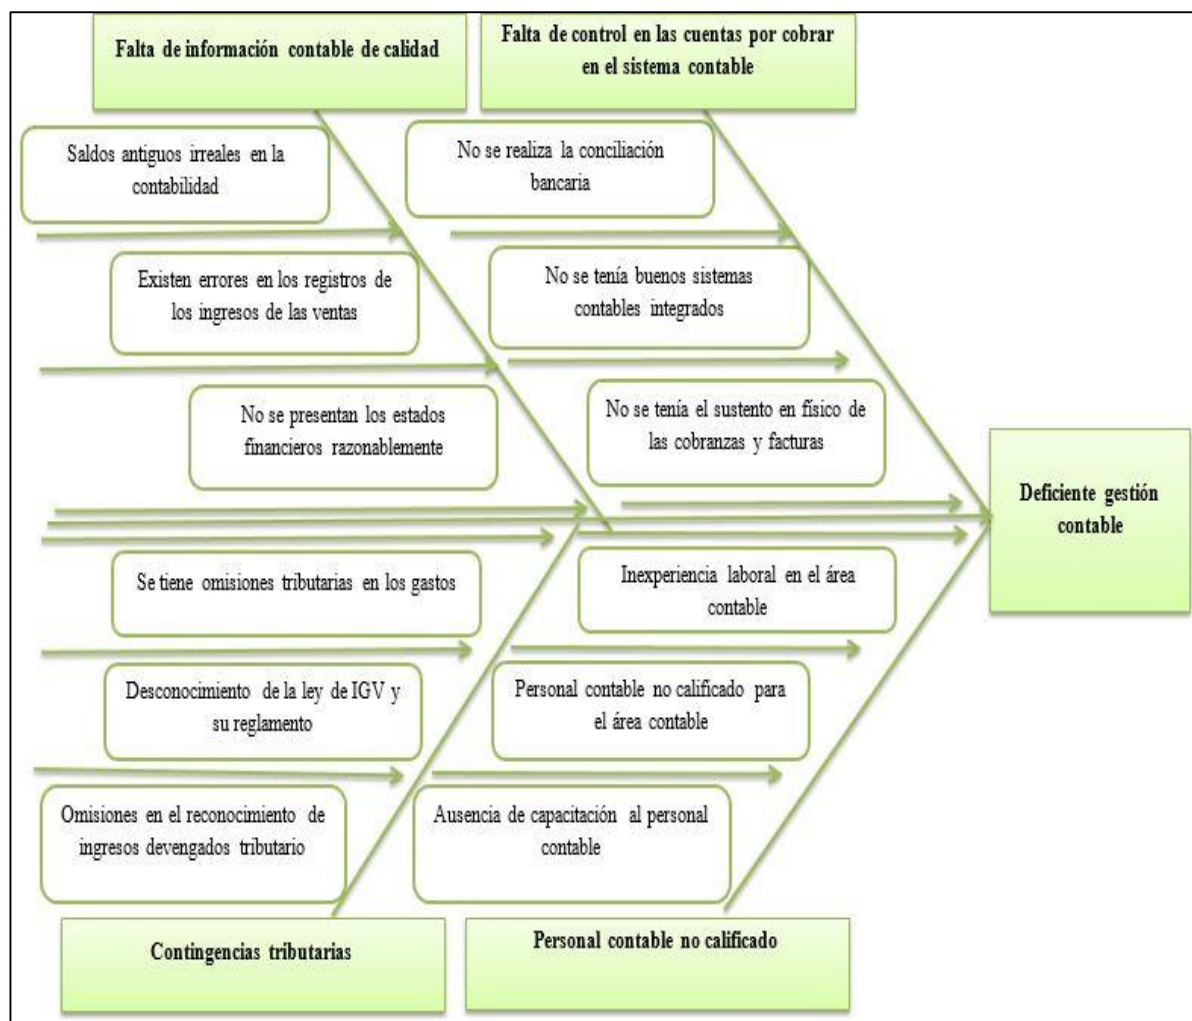 Falta de información contable de calidad
Falta de control en las cuentas por cobrar
en el sistema contable
Saldos antiguos irreales en la
contabilidad
No se realiza la conciliación
bancaria
Existen errores en los registros de
los ingresos de las ventas
No se tenía buenos sistemas
contables integrados
No se presentan los estados
financieros razonablemente
No se tenía el sustento en físico de
las cobranzas y facturas
Deficiente gestión
contable
Se tiene omisiones tributarias en los gastos
Inexperiencia laboral en el área
contable
Desconocimiento de la ley de IGV y
su reglamento
Personal contable no calificado para
el área contable
Omisiones en el reconocimiento de
ingresos devengados tributario
Ausencia de capacitación al personal
contable
Contingencias tributarias
Personal contable no calificado